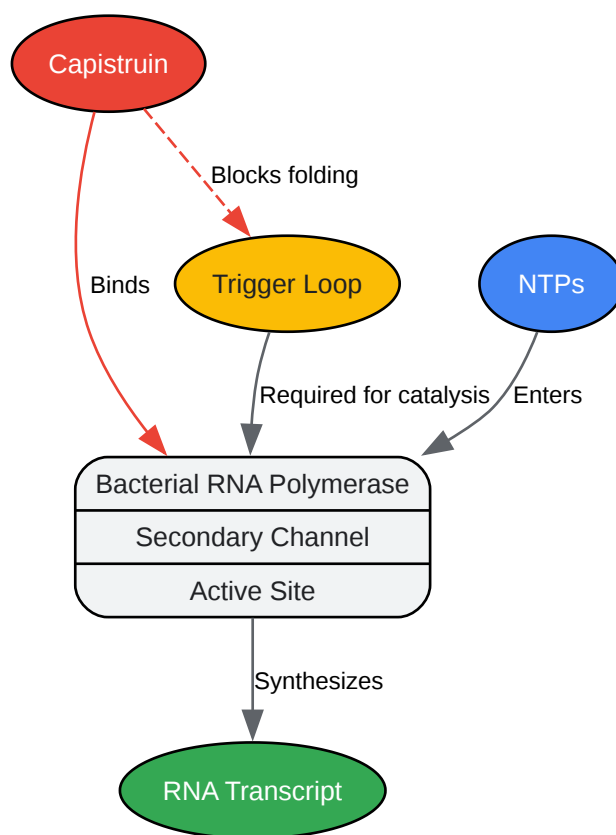 Capistruin
Blocks folding
Binds
Trigger Loop
NTPs
Required for catalysis
Enters
Bacterial RNA Polymerase
Secondary Channel
Active Site
Synthesizes
RNA Transcript